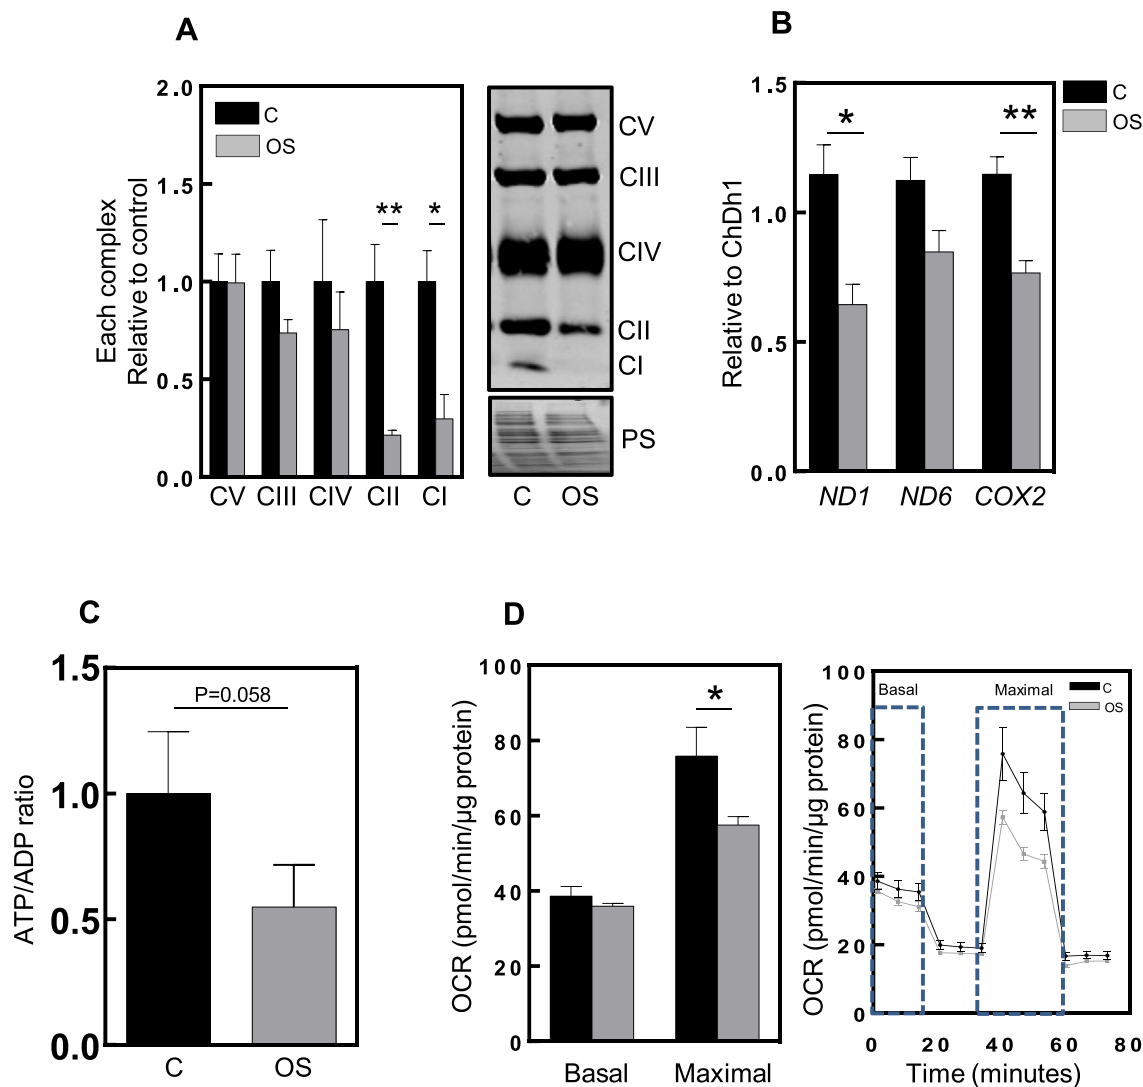 A
Each complex
Relative to control
2.0
1.5
1.0
0.5
0.0
C
OS
**
*
CV CIII CIV CII CI
CV
CIII
CIV
CII
CI
PS
C OS
B
Relative to ChDh1
1.5
1.0
0.5
0.0
C
OS
*
**
ND1 ND6 COX2
C
ATP/ADP ratio
1.5
1.0
0.5
0.0
P=0.058
C OS
D
OCR (pmol/min/µg protein)
100
80
60
40
20
0
*
Basal Maximal
OCR (pmol/min/µg protein)
100
80
60
40
20
0
Basal Maximal
C
OS
0 20 40 60 80
Time (minutes)